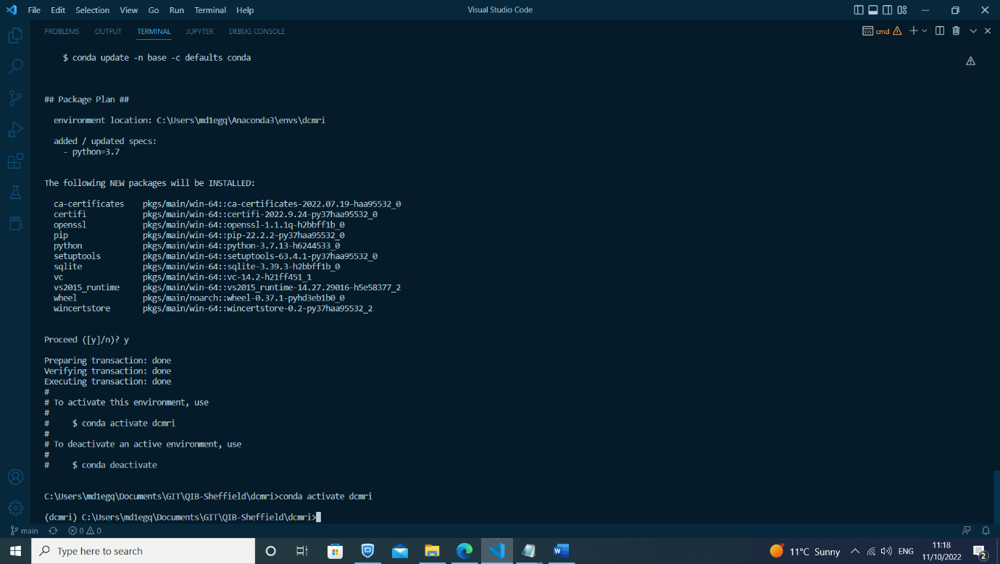 File Edit Selection View Go Run Terminal Help
Visual Studio Code
PROBLEMS OUTPUT TERMINAL JUPYTER DEBUG CONSOLE
cmd
$ conda update -n base -c defaults conda
## Package Plan ##
environment location: C:\Users\md1egq\Anaconda3\envs\dcmri
added / updated specs:
- python=3.7
The following NEW packages will be INSTALLED:
ca-certificates pkgs/main/win-64::ca-certificates-2022.07.19-haa95532_0
certifi pkgs/main/win-64::certifi-2022.9.24-py37haa95532_0
openssl pkgs/main/win-64::openssl-1.1.1q-h2bbff1b_0
pip pkgs/main/win-64::pip-22.2.2-py37haa95532_0
python pkgs/main/win-64::python-3.7.13-h6244533_0
setuptools pkgs/main/win-64::setuptools-63.4.1-py37haa95532_0
sqlite pkgs/main/win-64::sqlite-3.39.3-h2bbff1b_0
vc pkgs/main/win-64::vc-14.2-h21ff451_1
vs2015_runtime pkgs/main/win-64::vs2015_runtime-14.27.29016-h5e58377_2
wheel pkgs/main/noarch::wheel-0.37.1-pyhd3eb1b0_0
wincertstore pkgs/main/win-64::wincertstore-0.2-py37haa95532_2
Proceed ([y]/n)? y
Preparing transaction: done
Verifying transaction: done
Executing transaction: done
#
# To activate this environment, use
#
# $ conda activate dcmri
#
# To deactivate an active environment, use
#
# $ conda deactivate
C:\Users\md1egq\Documents\GIT\QIB-Sheffield\dcmri>conda activate dcmri
(dcmri) C:\Users\md1egq\Documents\GIT\QIB-Sheffield\dcmri>
main 0 0
Type here to search
11°C Sunny
ENG
11:18
11/10/2022
2